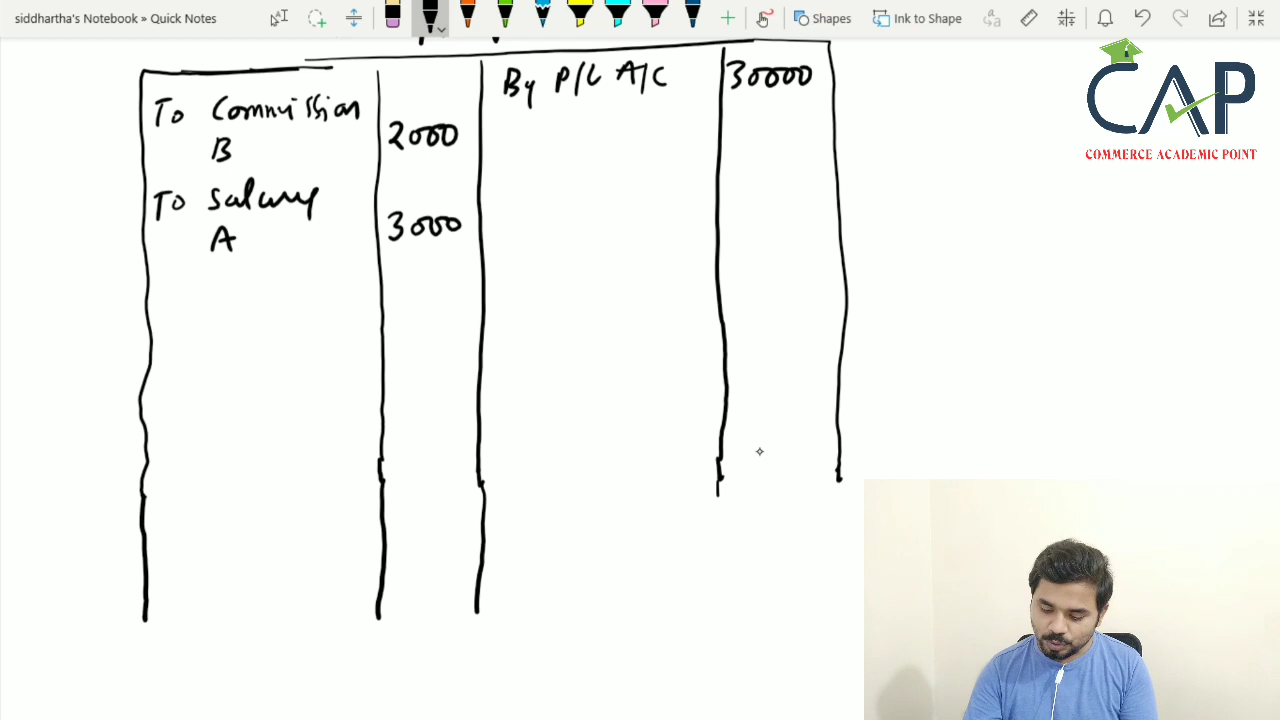 siddhartha's Notebook » Quick Notes
Shapes
Ink to Shape
By P/L A/C 30000
To Commission
B 2000
To Salary
A 3000
CAP
COMMERCE ACADEMIC POINT